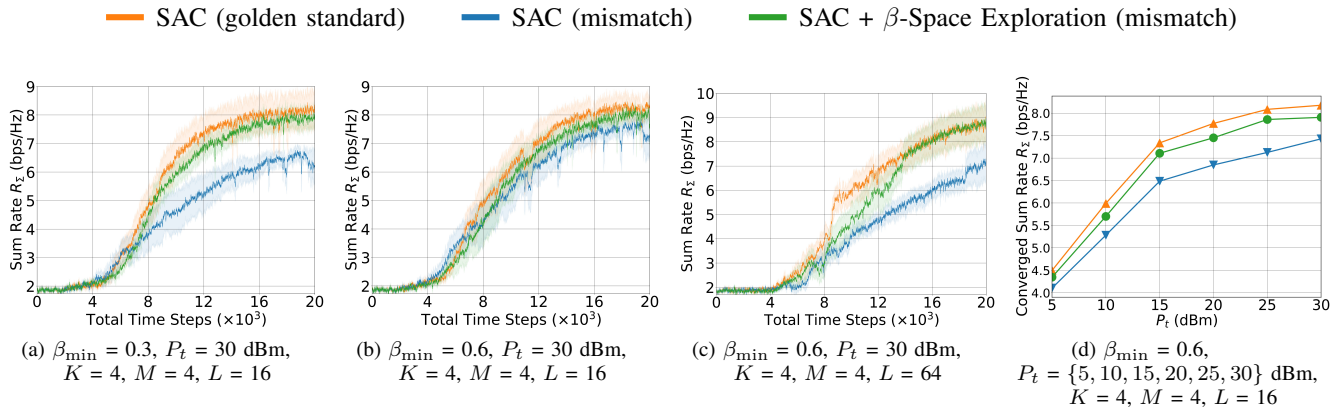 SAC (golden standard) SAC (mismatch) SAC + β-Space Exploration (mismatch)
Sum Rate R_Σ (bps/Hz)
9
8
7
6
5
4
3
2
0 4 8 12 16 20
Total Time Steps (×10³)
(a) β_min = 0.3, P_t = 30 dBm,
K = 4, M = 4, L = 16
Sum Rate R_Σ (bps/Hz)
9
8
7
6
5
4
3
2
0 4 8 12 16 20
Total Time Steps (×10³)
(b) β_min = 0.6, P_t = 30 dBm,
K = 4, M = 4, L = 16
Sum Rate R_Σ (bps/Hz)
10
9
8
7
6
5
4
3
2
0 4 8 12 16 20
Total Time Steps (×10³)
(c) β_min = 0.6, P_t = 30 dBm,
K = 4, M = 4, L = 64
Converged Sum Rate R_Σ (bps/Hz)
8.0
7.5
7.0
6.5
6.0
5.5
5.0
4.5
4.0
5 10 15 20 25 30
P_t (dBm)
(d) β_min = 0.6,
P_t = {5, 10, 15, 20, 25, 30} dBm,
K = 4, M = 4, L = 16